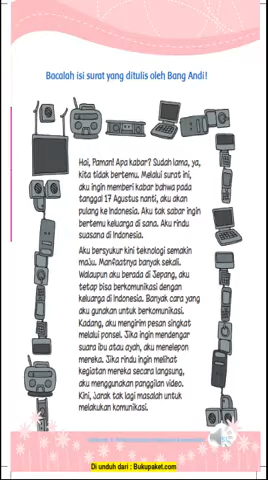 Bacalah isi surat yang ditulis oleh Bang Andi!
Hai, Paman! Apa kabar? Sudah lama, ya,
kita tidak bertemu. Melalui surat ini,
aku ingin memberi kabar bahwa pada
tanggal 17 Agustus nanti, aku akan
pulang ke Indonesia. Aku tak sabar ingin
bertemu keluarga di sana. Aku rindu
suasana di Indonesia.
Aku bersyukur kini teknologi semakin
maju. Manfaatnya banyak sekali.
Walaupun aku berada di Jepang, aku
tetap bisa berkomunikasi dengan
keluarga di Indonesia. Banyak cara yang
aku gunakan untuk berkomunikasi.
Kadang, aku mengirim pesan singkat
melalui ponsel. Jika ingin mendengar
suara ibu atau ayah, aku menelepon
mereka. Jika rindu ingin melihat
kegiatan mereka secara langsung,
aku menggunakan panggilan video.
Kini, jarak tak lagi masalah untuk
melakukan komunikasi.
Di unduh dari : Bukupaket.com